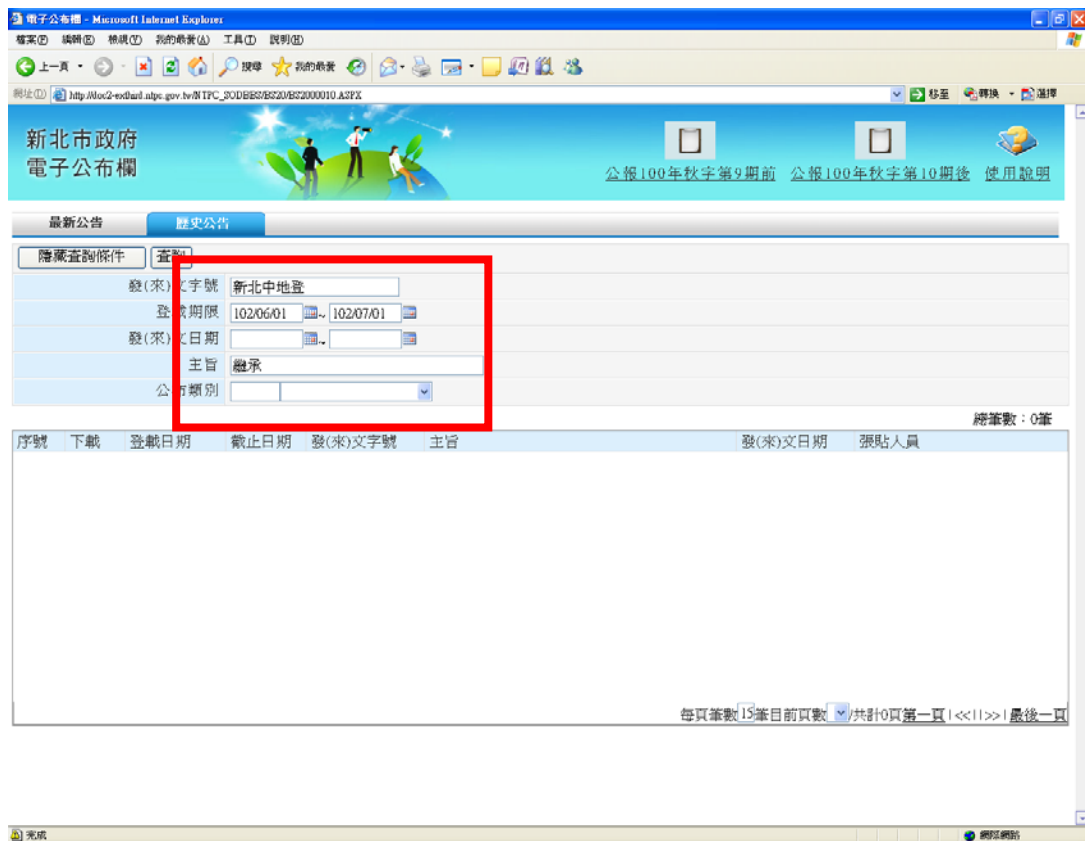 電子公布欄 - Microsoft Internet Explorer
檔案(F) 編輯(E) 檢視(V) 我的最愛(A) 工具(T) 說明(H)
上一頁 搜尋 我的最愛
網址(D) http://doc2-exthird.ntpc.gov.tw/NTPC_SODBBS/BS20/BS2000010.ASPX 移至 轉換 選擇
新北市政府
電子公布欄
公報100年秋字第9期前 公報100年秋字第10期後 使用說明
最新公告 歷史公告
隱藏查詢條件 查詢
發(來)文字號 新北中地登
登載期限 102/06/01 ~ 102/07/01
發(來)文日期 ~
主旨 繼承
公布類別
總筆數：0筆
序號 下載 登載日期 截止日期 發(來)文字號 主旨 發(來)文日期 張貼人員
每頁筆數15筆目前頁數 /共計0頁第一頁|<<||>>|最後一頁
完成 網際網路